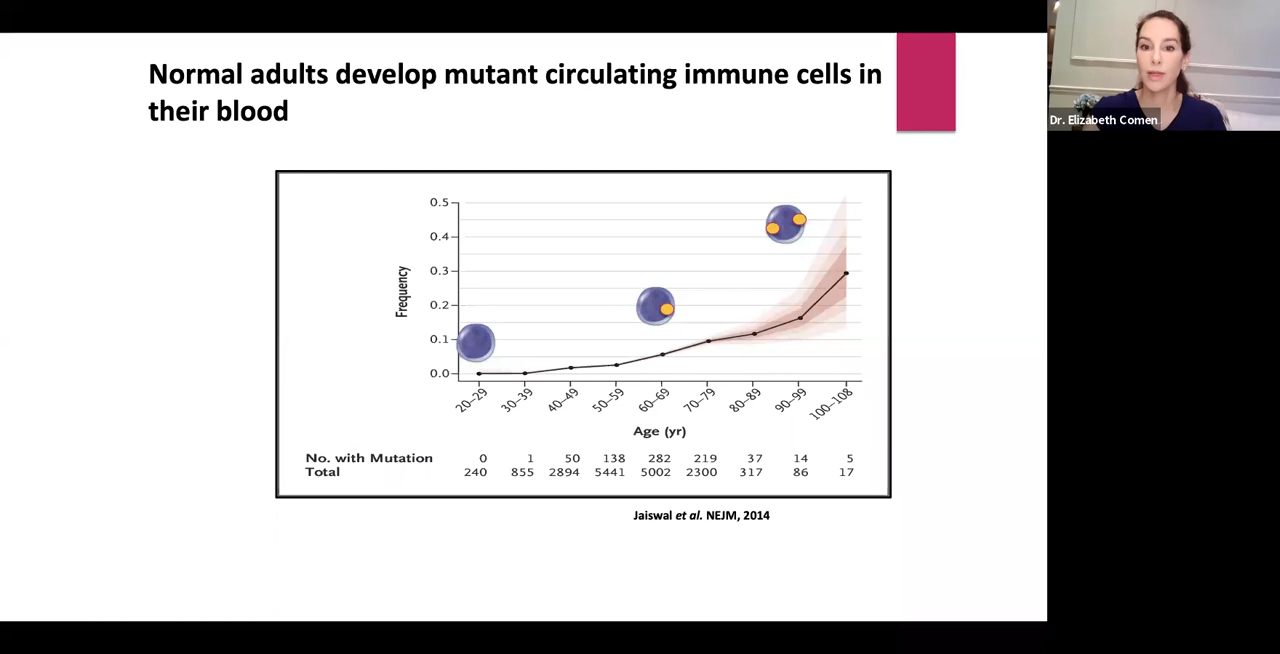 Normal adults develop mutant circulating immune cells in
their blood
Dr. Elizabeth Comen
Frequency
0.5
0.4
0.3
0.2
0.1
0.0
20–29 30–39 40–49 50–59 60–69 70–79 80–89 90–99 100–108
Age (yr)
No. with Mutation 0 1 50 138 282 219 37 14 5
Total 240 855 2894 5441 5002 2300 317 86 17
Jaiswal et al. NEJM, 2014